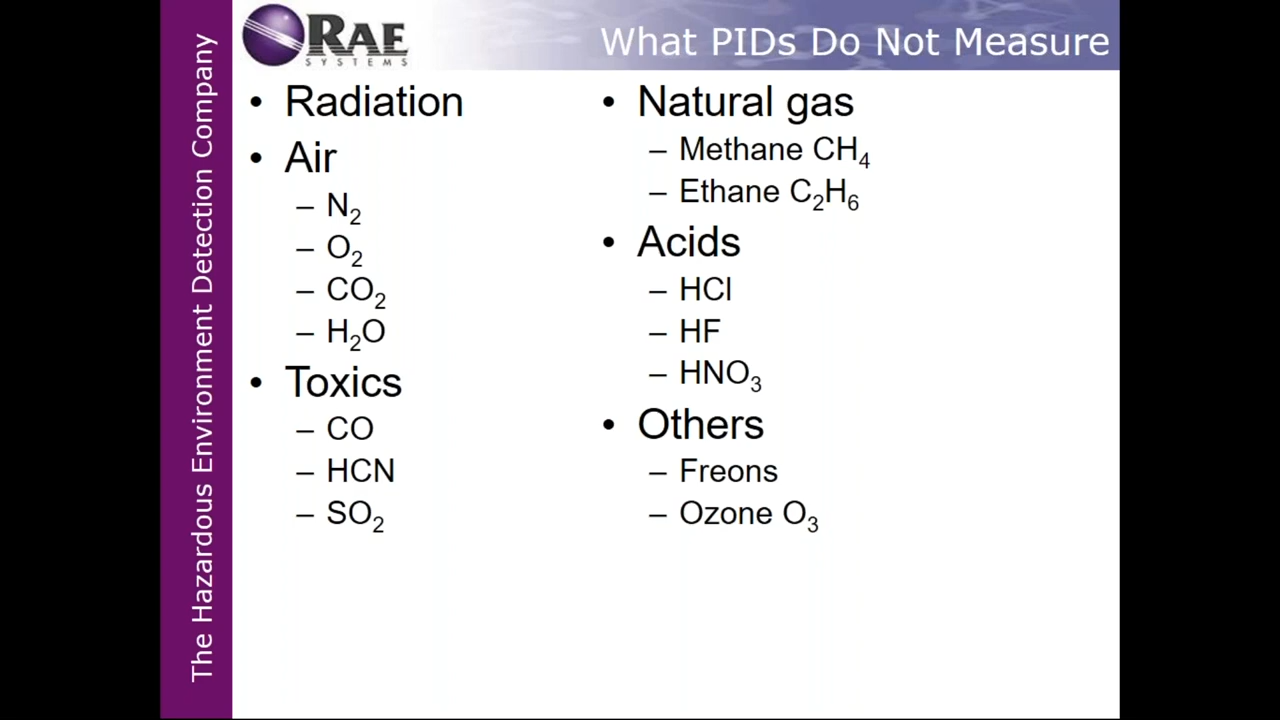 The Hazardous Environment Detection Company
RAE
SYSTEMS
What PIDs Do Not Measure
• Radiation
• Air
– N₂
– O₂
– CO₂
– H₂O
• Toxics
– CO
– HCN
– SO₂
• Natural gas
– Methane CH₄
– Ethane C₂H₆
• Acids
– HCl
– HF
– HNO₃
• Others
– Freons
– Ozone O₃